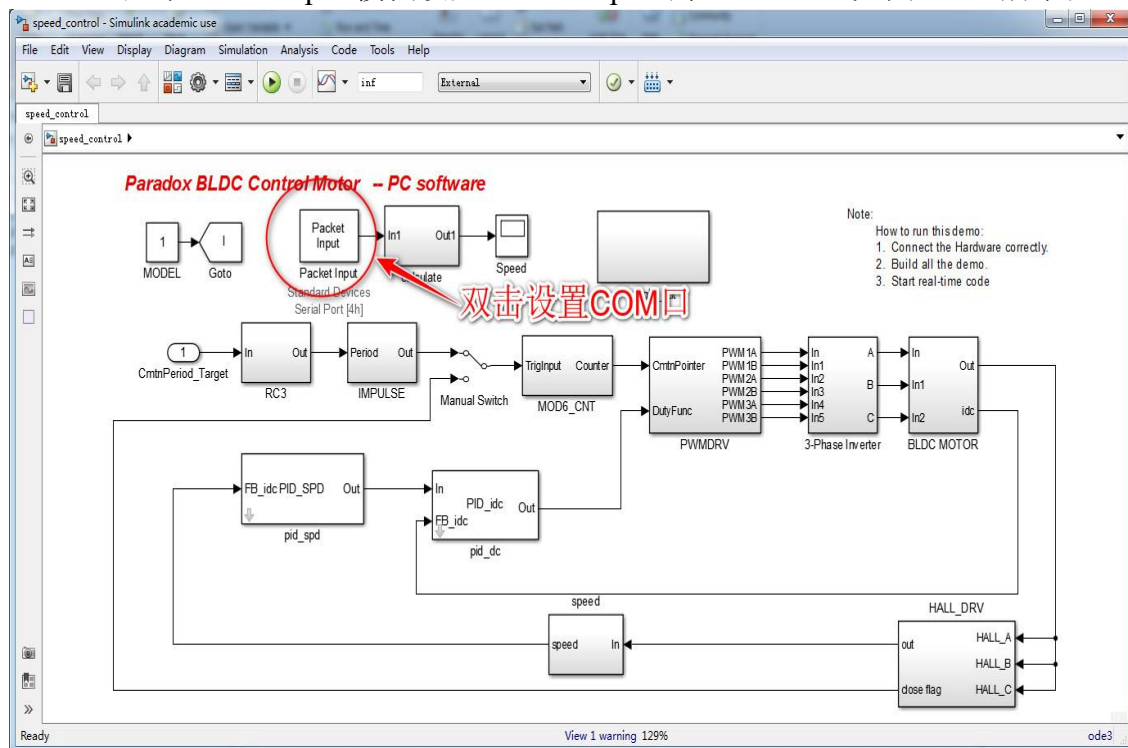 speed_control - Simulink academic use
File Edit View Display Diagram Simulation Analysis Code Tools Help
inf External
speed_control
speed_control
Paradox BLDC Control Motor -- PC software
1
MODEL
I
Goto
Packet Input
Packet Input
Standard Devices
Serial Port [4h]
In1 Out1
Speed
双击设置COM口
Note:
How to run this demo:
1. Connect the Hardware correctly.
2. Build all the demo.
3. Start real-time code
1
CmtnPeriod_Target
In Out
RC3
Period Out
IMPULSE
Manual Switch
TrigInput Counter
MOD6_CNT
CmtnPointer
DutyFunc
PWM1A
PWM1B
PWM2A
PWM2B
PWM3A
PWM3B
PWMDRV
In A
In1
In2 B
In3
In4
In5 C
3-Phase Inverter
In Out
In1
In2 idc
BLDC MOTOR
FB_idc PID_SPD Out
pid_spd
In
PID_idc Out
FB_idc
pid_dc
speed
speed In
HALL_DRV
out HALL_A
HALL_B
close flag HALL_C
Ready View 1 warning 129% ode3